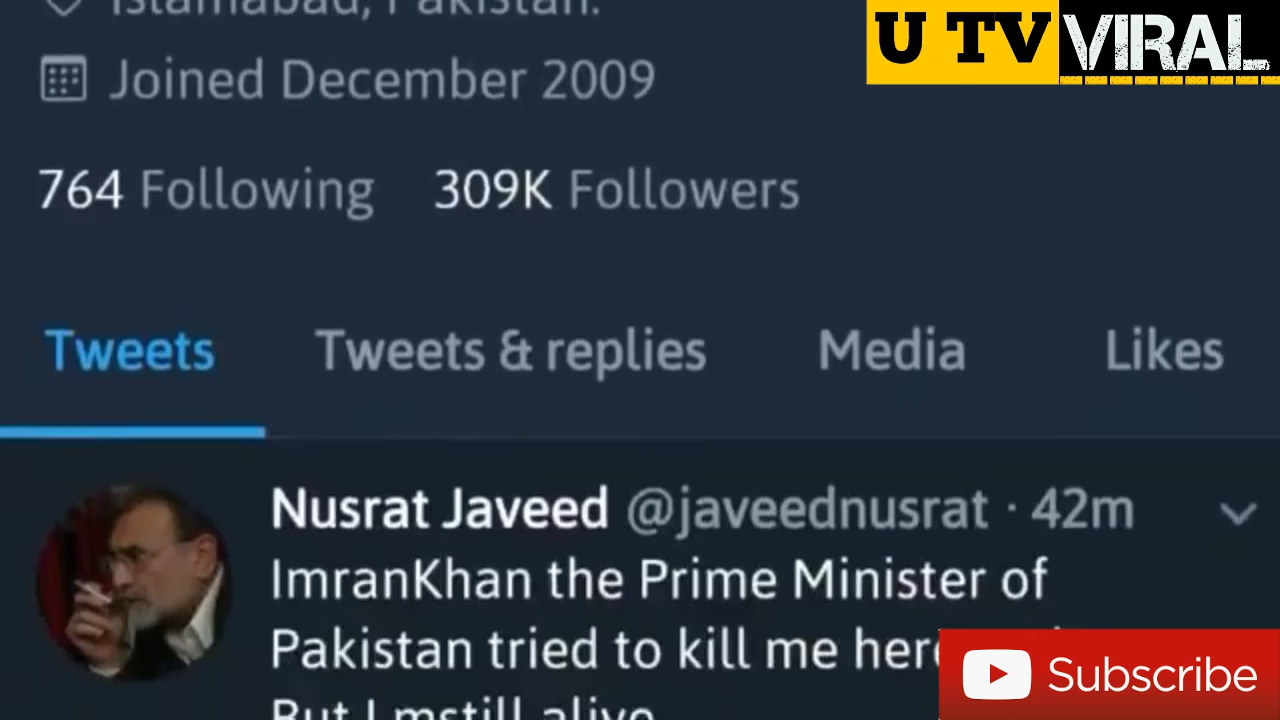 Islamabad, Pakistan.
U TV VIRAL
Joined December 2009
764 Following 309K Followers
Tweets Tweets & replies Media Likes
Nusrat Javeed @javeednusrat · 42m
ImranKhan the Prime Minister of
Pakistan tried to kill me here
But I mstill alive
Subscribe